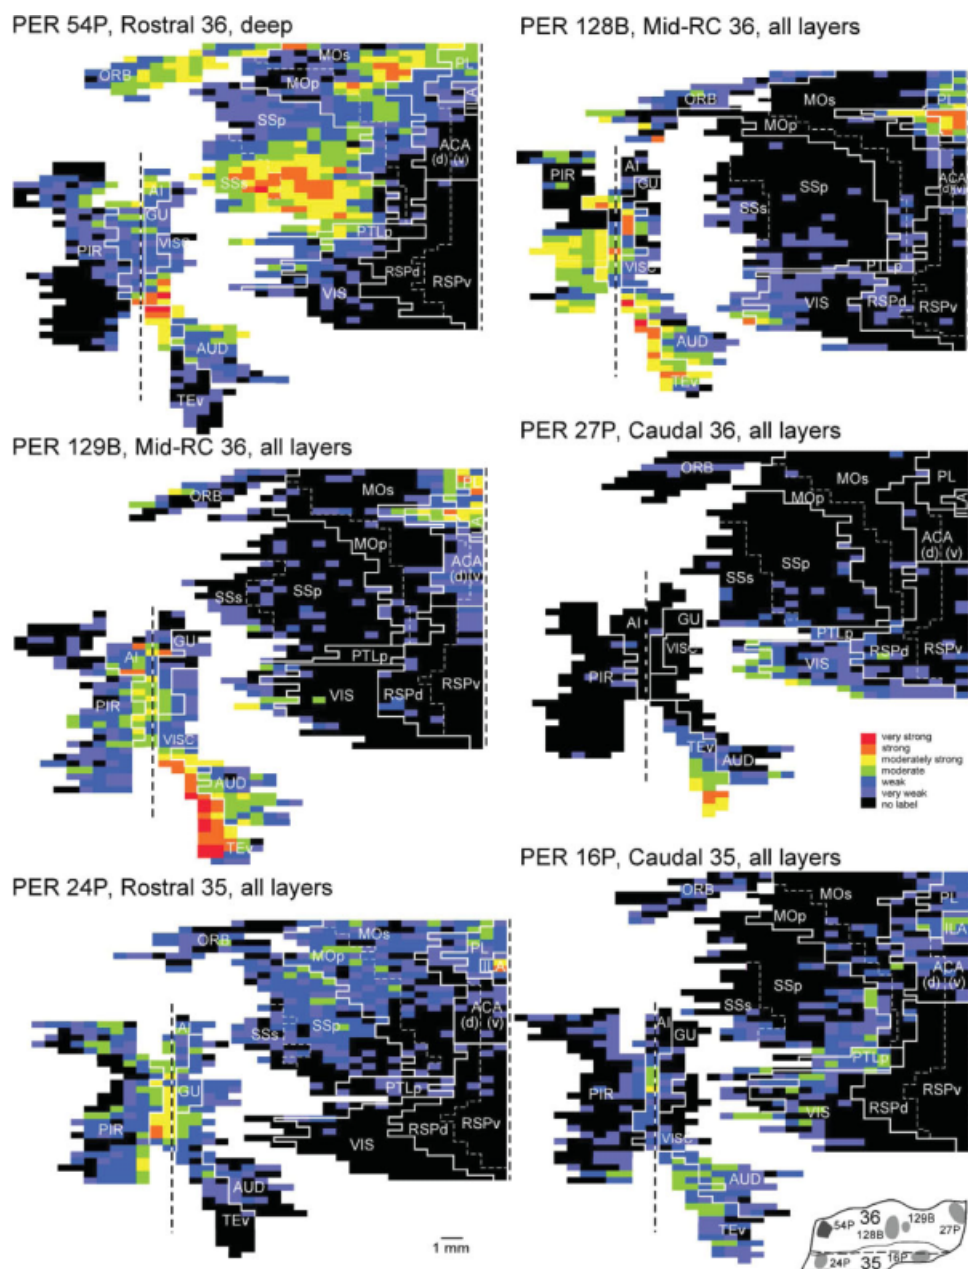 PER 54P, Rostral 36, deep
ORB
MOs
MOp
PL
ILA
SSp
ACA
(d) (v)
SSs
AI
GU
PIR
VISC
PTLp
RSPd
RSPv
VIS
AUD
TEv
PER 128B, Mid-RC 36, all layers
ORB
MOs
PL
MOp
PIR
AI
GU
SSp
ACA
(d)(v)
SSs
VISC
PTLp
VIS
RSPd
RSPv
AUD
TEv
PER 129B, Mid-RC 36, all layers
ORB
MOs
PL
MOp
ACA
(d) (v)
SSs
SSp
GU
AI
PTLp
PIR
VIS
RSPd
RSPv
VISC
AUD
TEv
PER 27P, Caudal 36, all layers
ORB
MOs
PL
MOp
ACA
(d) (v)
SSs
SSp
AI
GU
PTLp
VISC
RSPd
RSPv
PIR
VIS
TEv
AUD
very strong
strong
moderately strong
moderate
weak
very weak
no label
PER 24P, Rostral 35, all layers
ORB
MOs
PL
MOp
ILA
ACA
(d) (v)
AI
SSs
SSp
GU
PTLp
PIR
VIS
RSPd
RSPv
AUD
TEv
1 mm
PER 16P, Caudal 35, all layers
ORB
MOs
PL
MOp
ILA
ACA
(d) (v)
SSs
SSp
AI
GU
PTLp
PIR
VIS
RSPd
RSPv
VISC
AUD
TEv
54P
36
129B
128B
27P
24P
35
16P